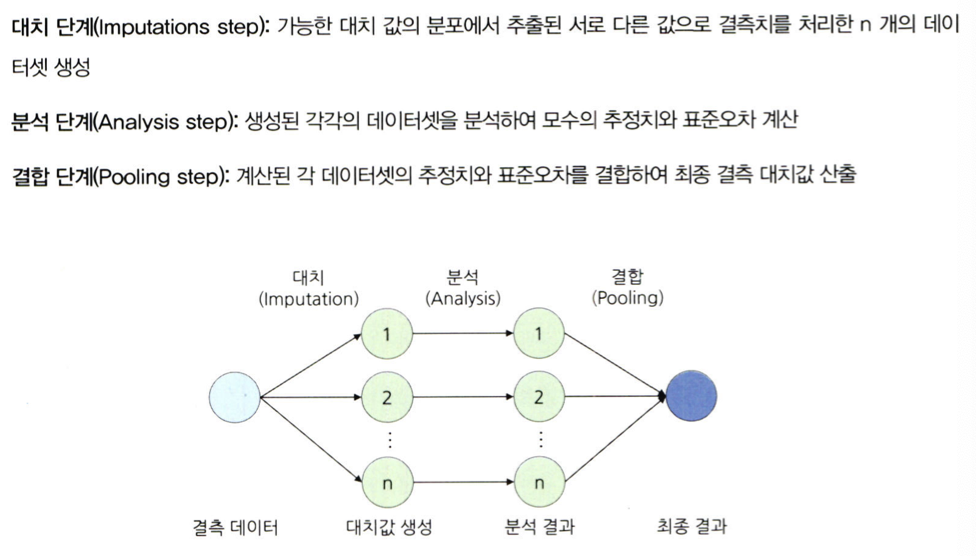 대치 단계(Imputations step): 가능한 대치 값의 분포에서 추출된 서로 다른 값으로 결측치를 처리한 n 개의 데이
터셋 생성
분석 단계(Analysis step): 생성된 각각의 데이터셋을 분석하여 모수의 추정치와 표준오차 계산
결합 단계(Pooling step): 계산된 각 데이터셋의 추정치와 표준오차를 결합하여 최종 결측 대치값 산출
대치 분석 결합
(Imputation) (Analysis) (Pooling)
1 1
2 2
⋮ ⋮
n n
결측 데이터 대치값 생성 분석 결과 최종 결과